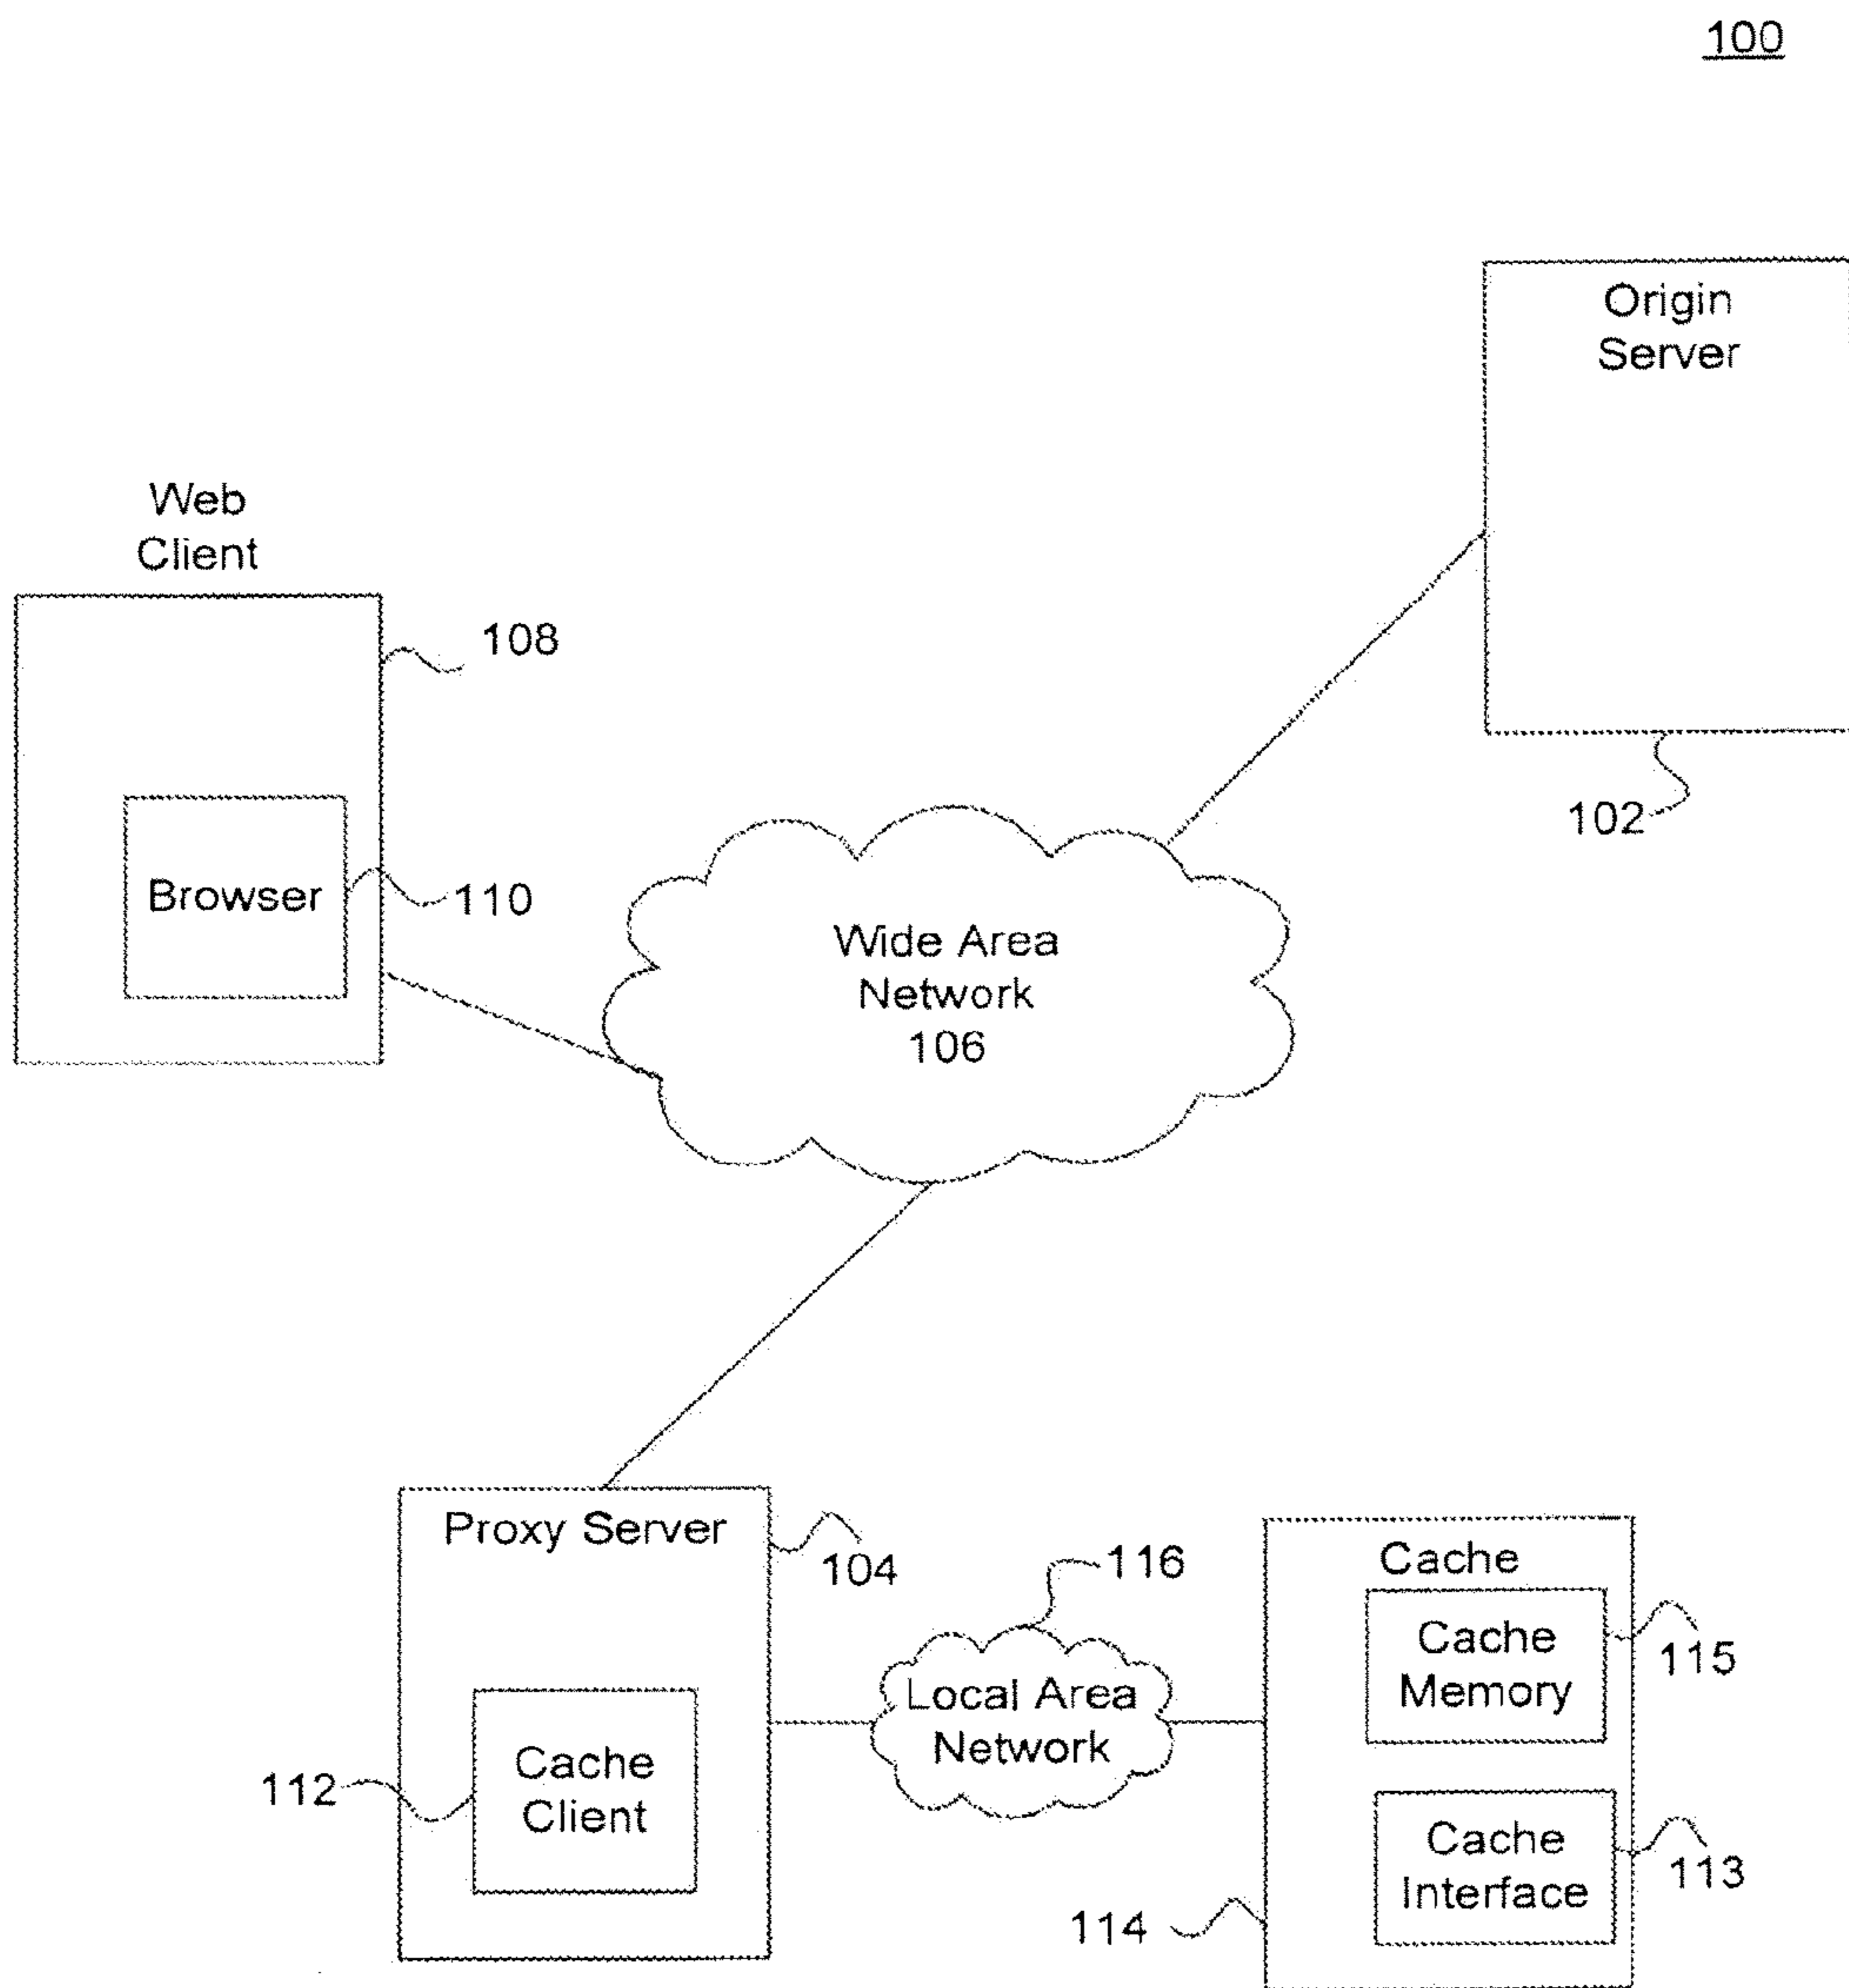 100
Origin
Server
102
Web
Client
108
Browser
110
Wide Area
Network
106
Proxy Server
104
Cache
Client
112
116
Local Area
Network
Cache
Cache
Memory
115
Cache
Interface
113
114